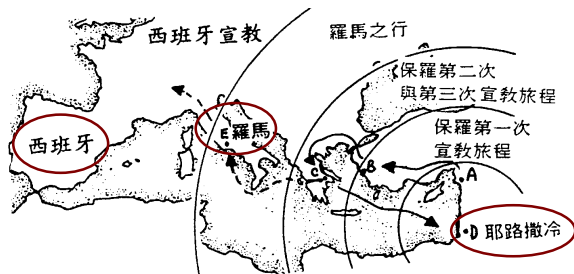 西班牙宣教
羅馬之行
保羅第二次
與第三次宣教旅程
保羅第一次
宣教旅程
西班牙
E羅馬
C
B
A
D 耶路撒冷